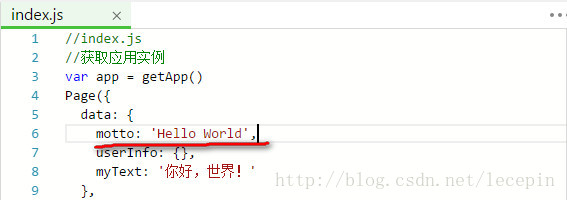 index.js
1 //index.js
2 //获取应用实例
3 var app = getApp()
4 Page({
5 data: {
6 motto: 'Hello World',
7 userInfo: {},
8 myText: '你好，世界！'
9 },
http://blog.csdn.net/lecepin